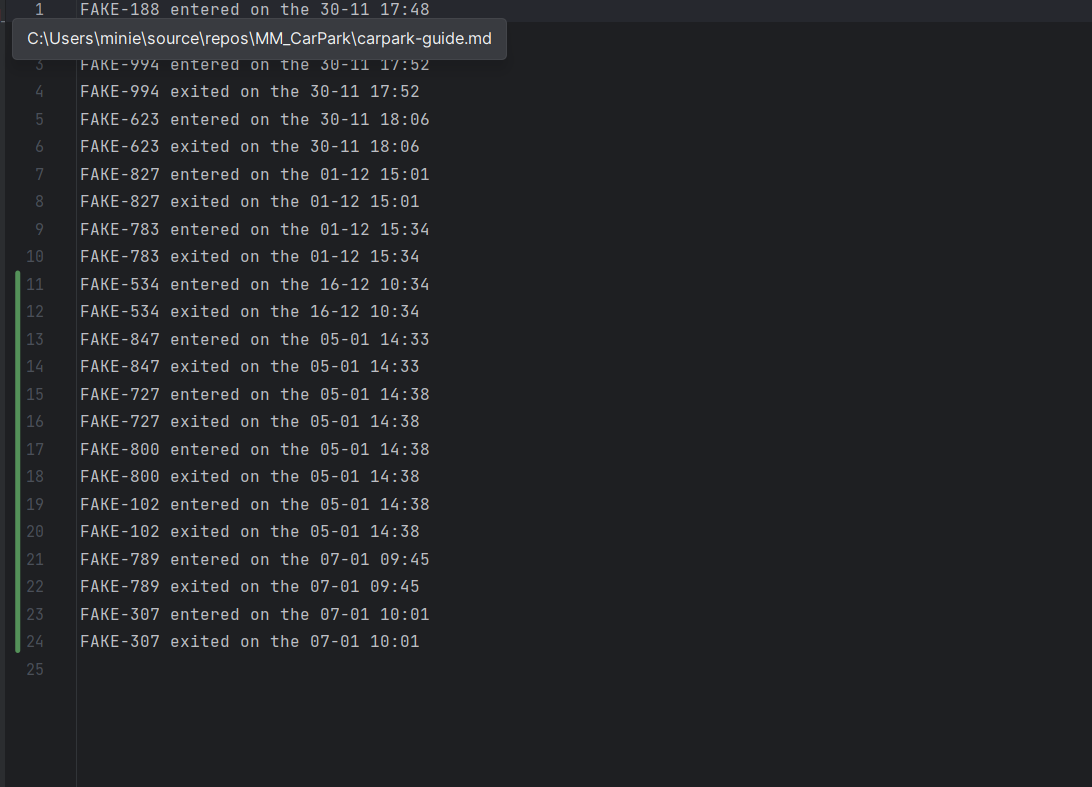 1 FAKE-188 entered on the 30-11 17:48
C:\Users\minie\source\repos\MM_CarPark\carpark-guide.md
3 FAKE-994 entered on the 30-11 17:52
4 FAKE-994 exited on the 30-11 17:52
5 FAKE-623 entered on the 30-11 18:06
6 FAKE-623 exited on the 30-11 18:06
7 FAKE-827 entered on the 01-12 15:01
8 FAKE-827 exited on the 01-12 15:01
9 FAKE-783 entered on the 01-12 15:34
10 FAKE-783 exited on the 01-12 15:34
11 FAKE-534 entered on the 16-12 10:34
12 FAKE-534 exited on the 16-12 10:34
13 FAKE-847 entered on the 05-01 14:33
14 FAKE-847 exited on the 05-01 14:33
15 FAKE-727 entered on the 05-01 14:38
16 FAKE-727 exited on the 05-01 14:38
17 FAKE-800 entered on the 05-01 14:38
18 FAKE-800 exited on the 05-01 14:38
19 FAKE-102 entered on the 05-01 14:38
20 FAKE-102 exited on the 05-01 14:38
21 FAKE-789 entered on the 07-01 09:45
22 FAKE-789 exited on the 07-01 09:45
23 FAKE-307 entered on the 07-01 10:01
24 FAKE-307 exited on the 07-01 10:01
25